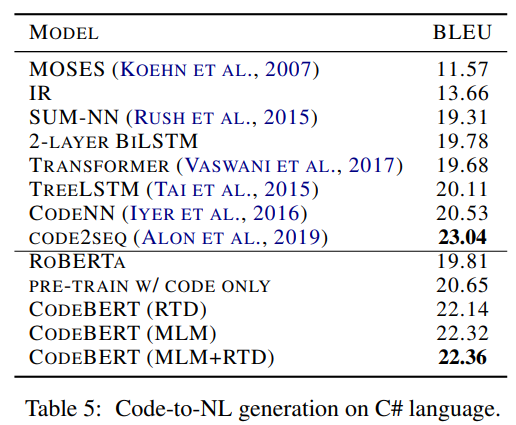 MODEL BLEU
MOSES (KOEHN ET AL., 2007) 11.57
IR 13.66
SUM-NN (RUSH ET AL., 2015) 19.31
2-LAYER BILSTM 19.78
TRANSFORMER (VASWANI ET AL., 2017) 19.68
TREELSTM (TAI ET AL., 2015) 20.11
CODENN (IYER ET AL., 2016) 20.53
CODE2SEQ (ALON ET AL., 2019) 23.04
ROBERTA 19.81
PRE-TRAIN W/ CODE ONLY 20.65
CODEBERT (RTD) 22.14
CODEBERT (MLM) 22.32
CODEBERT (MLM+RTD) 22.36
Table 5: Code-to-NL generation on C# language.